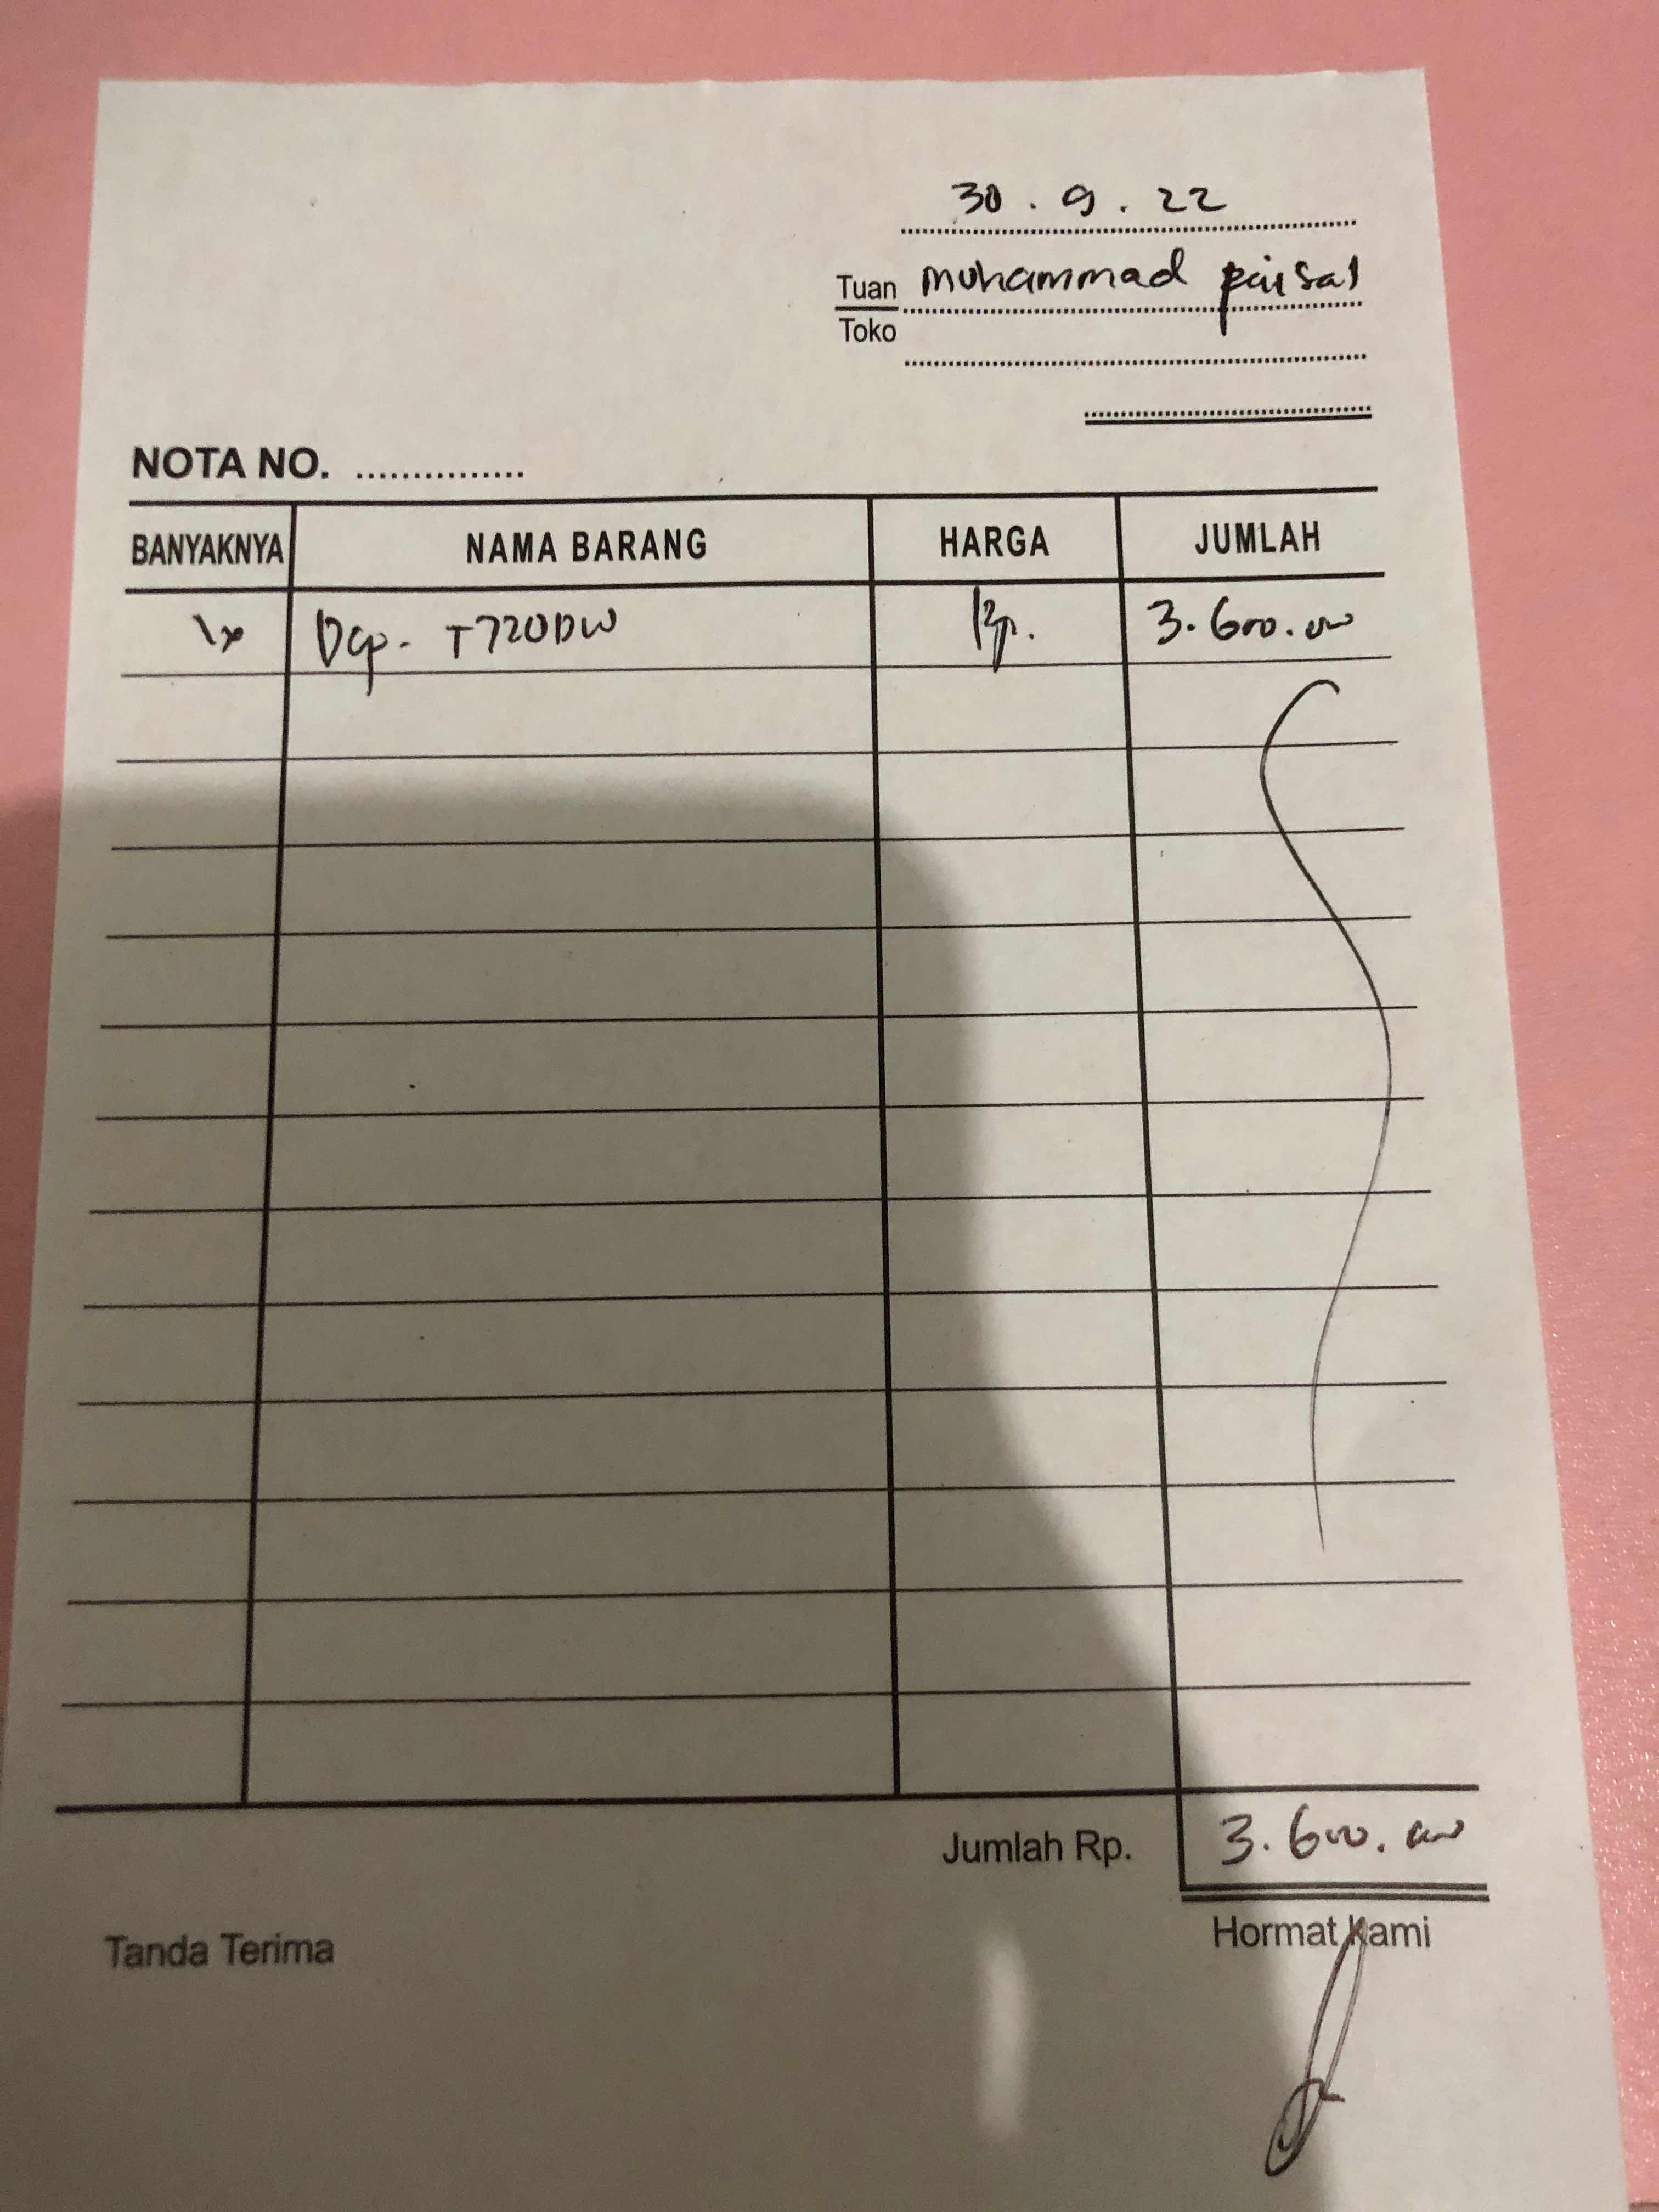 30 . 9 . 22
Tuan muhammad paisal
Toko
NOTA NO. ...............
BANYAKNYA NAMA BARANG HARGA JUMLAH
1x Dcp- T720DW Rp. 3.600.000
Jumlah Rp. 3.600.000
Tanda Terima Hormat Kami